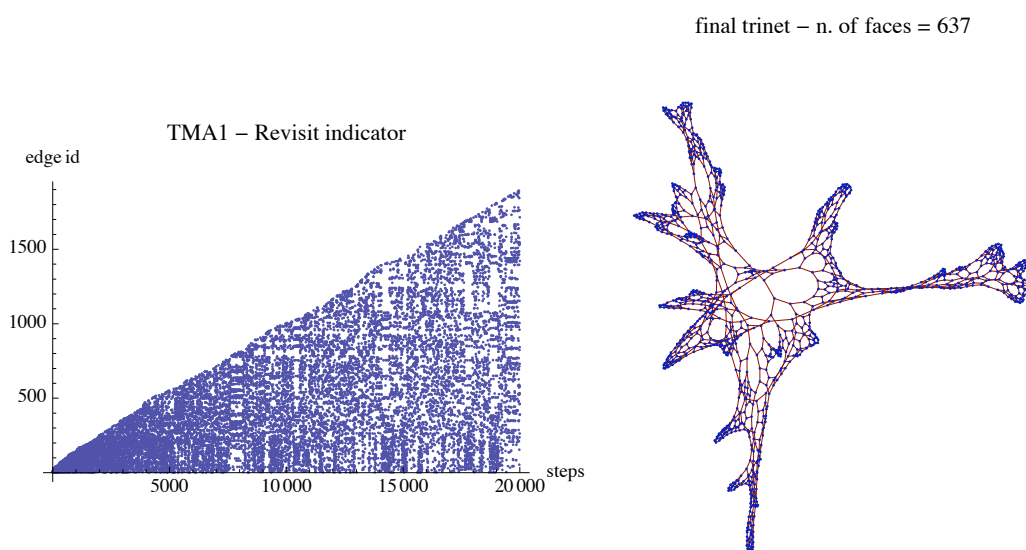 final trinet – n. of faces = 637
TMA1 – Revisit indicator
edge id
1500
1000
500
steps
5000 10 000 15 000 20 000